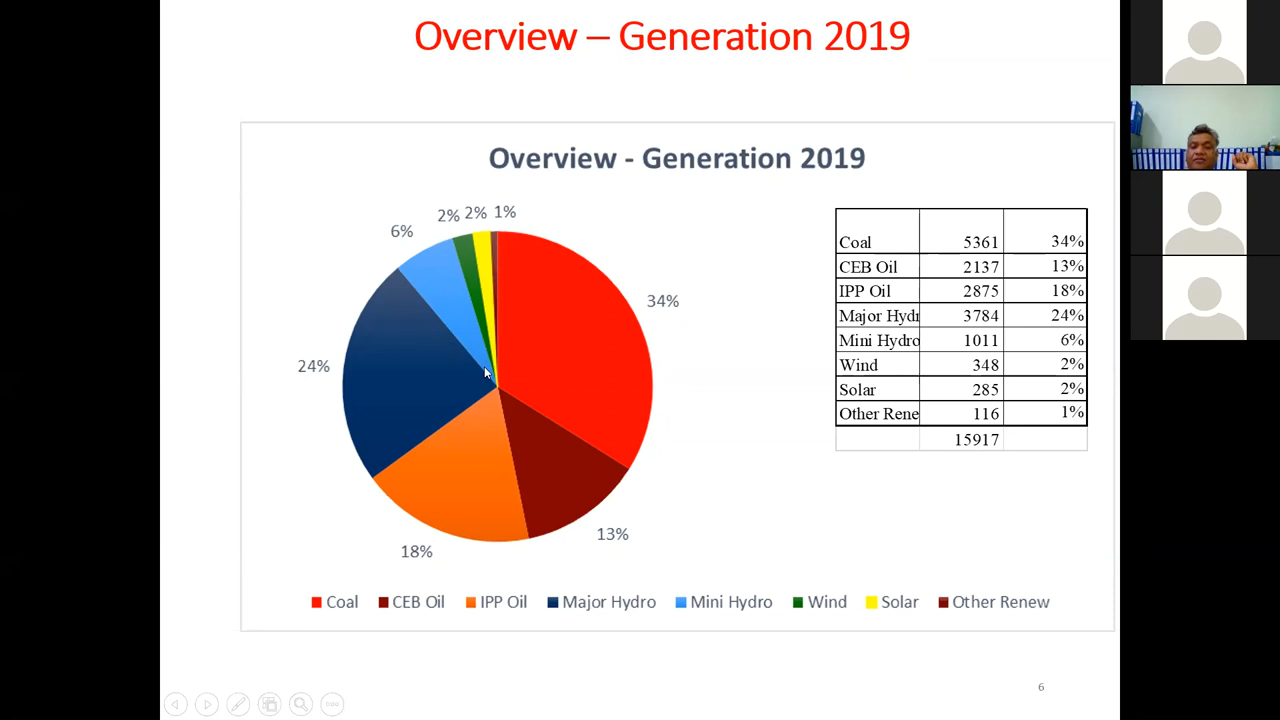 Overview – Generation 2019
Overview - Generation 2019
6% 2% 2% 1%
34%
24%
13%
18%
Coal 5361 34%
CEB Oil 2137 13%
IPP Oil 2875 18%
Major Hydr 3784 24%
Mini Hydro 1011 6%
Wind 348 2%
Solar 285 2%
Other Rene 116 1%
15917
Coal CEB Oil IPP Oil Major Hydro Mini Hydro Wind Solar Other Renew
6